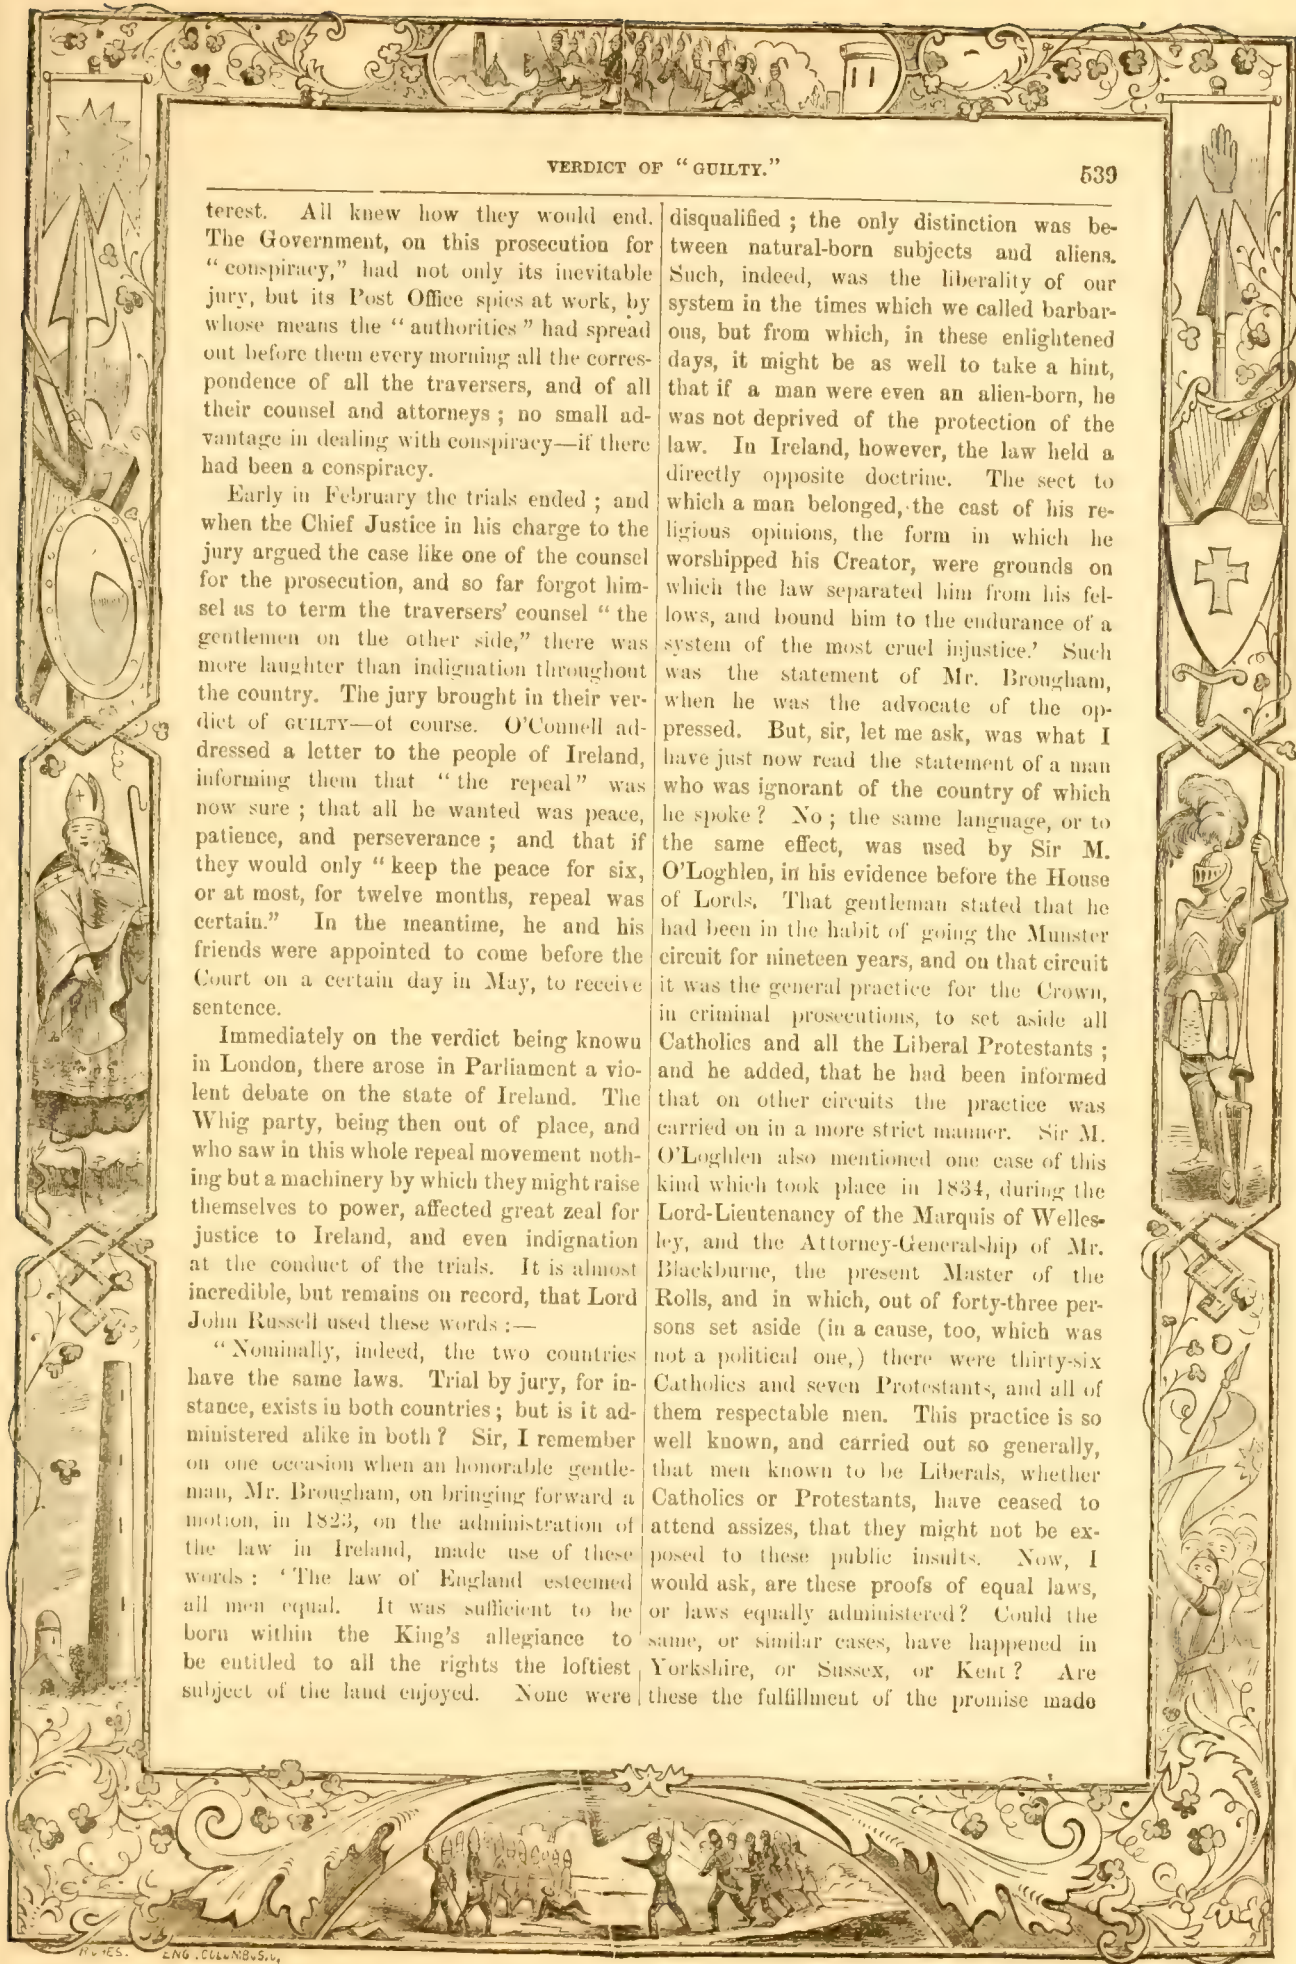 VERDICT OF “GUILTY.” 539
terest. All knew how they would end.
The Government, on this prosecution for
“conspiracy,” had not only its inevitable
jury, but its Post Office spies at work, by
whose means the “authorities” had spread
out before them every morning all the corres-
pondence of all the traversers, and of all
their counsel and attorneys; no small ad-
vantage in dealing with conspiracy—if there
had been a conspiracy.
Early in February the trials ended; and
when the Chief Justice in his charge to the
jury argued the case like one of the counsel
for the prosecution, and so far forgot him-
sel as to term the traversers’ counsel “the
gentlemen on the other side,” there was
more laughter than indignation throughout
the country. The jury brought in their ver-
dict of GUILTY—of course. O’Connell ad-
dressed a letter to the people of Ireland,
informing them that “the repeal” was
now sure; that all he wanted was peace,
patience, and perseverance; and that if
they would only “keep the peace for six,
or at most, for twelve months, repeal was
certain.” In the meantime, he and his
friends were appointed to come before the
Court on a certain day in May, to receive
sentence.
Immediately on the verdict being known
in London, there arose in Parliament a vio-
lent debate on the state of Ireland. The
Whig party, being then out of place, and
who saw in this whole repeal movement noth-
ing but a machinery by which they might raise
themselves to power, affected great zeal for
justice to Ireland, and even indignation
at the conduct of the trials. It is almost
incredible, but remains on record, that Lord
John Russell used these words:—
“Nominally, indeed, the two countries
have the same laws. Trial by jury, for in-
stance, exists in both countries; but is it ad-
ministered alike in both? Sir, I remember
on one occasion when an honorable gentle-
man, Mr. Brougham, on bringing forward a
motion, in 1823, on the administration of
the law in Ireland, made use of these
words: ‘The law of England esteemed
all men equal. It was sufficient to be
born within the King’s allegiance to
be entitled to all the rights the loftiest
subject of the land enjoyed. None were
disqualified; the only distinction was be-
tween natural-born subjects and aliens.
Such, indeed, was the liberality of our
system in the times which we called barbar-
ous, but from which, in these enlightened
days, it might be as well to take a hint,
that if a man were even an alien-born, he
was not deprived of the protection of the
law. In Ireland, however, the law held a
directly opposite doctrine. The sect to
which a man belonged, the cast of his re-
ligious opinions, the form in which he
worshipped his Creator, were grounds on
which the law separated him from his fel-
lows, and bound him to the endurance of a
system of the most cruel injustice.’ Such
was the statement of Mr. Brougham,
when he was the advocate of the op-
pressed. But, sir, let me ask, was what I
have just now read the statement of a man
who was ignorant of the country of which
he spoke? No; the same language, or to
the same effect, was used by Sir M.
O’Loghlen, in his evidence before the House
of Lords. That gentleman stated that he
had been in the habit of going the Munster
circuit for nineteen years, and on that circuit
it was the general practice for the Crown,
in criminal prosecutions, to set aside all
Catholics and all the Liberal Protestants;
and he added, that he had been informed
that on other circuits the practice was
carried on in a more strict manner. Sir M.
O’Loghlen also mentioned one case of this
kind which took place in 1834, during the
Lord-Lieutenancy of the Marquis of Welles-
ley, and the Attorney-Generalship of Mr.
Blackburne, the present Master of the
Rolls, and in which, out of forty-three per-
sons set aside (in a cause, too, which was
not a political one,) there were thirty-six
Catholics and seven Protestants, and all of
them respectable men. This practice is so
well known, and carried out so generally,
that men known to be Liberals, whether
Catholics or Protestants, have ceased to
attend assizes, that they might not be ex-
posed to these public insults. Now, I
would ask, are these proofs of equal laws,
or laws equally administered? Could the
same, or similar cases, have happened in
Yorkshire, or Sussex, or Kent? Are
these the fulfillment of the promise made
ENG. COLUMBUS, O.